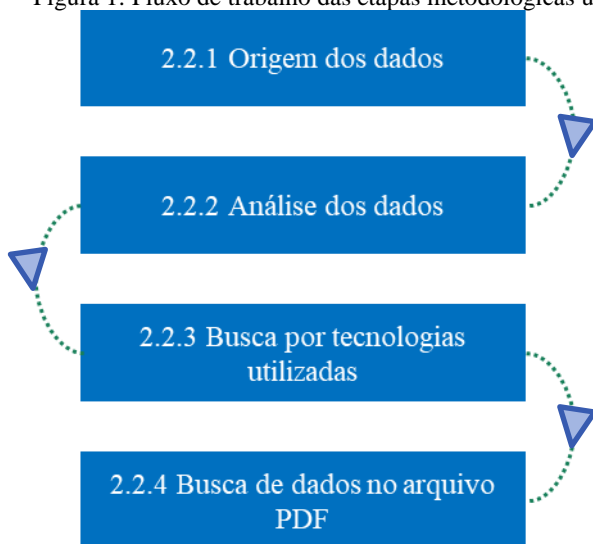 Figura 1: Fluxo de trabalho das etapas metodológicas
2.2.1 Origem dos dados
2.2.2 Análise dos dados
2.2.3 Busca por tecnologias
utilizadas
2.2.4 Busca de dados no arquivo
PDF